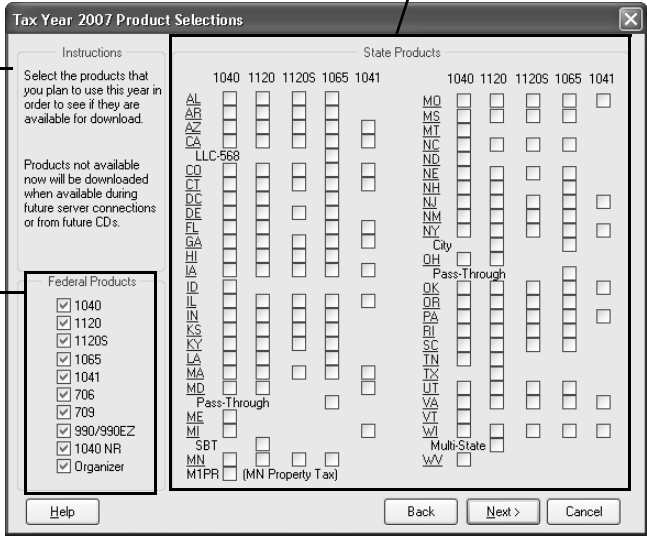 Tax Year 2007 Product Selections
Instructions
Select the products that
you plan to use this year in
order to see if they are
available for download.
Products not available
now will be downloaded
when available during
future server connections
or from future CDs.
Federal Products
1040
1120
1120S
1065
1041
706
709
990/990EZ
1040 NR
Organizer
State Products
1040 1120 1120S 1065 1041
AL
AR
AZ
CA
LLC-568
CO
CT
DC
DE
FL
GA
HI
IA
ID
IL
IN
KS
KY
LA
MA
MD
Pass-Through
ME
MI
SBT
MN
M1PR (MN Property Tax)
1040 1120 1120S 1065 1041
MO
MS
MT
NC
ND
NE
NH
NJ
NM
NY
City
OH
Pass-Through
OK
OR
PA
RI
SC
TN
TX
UT
VA
VT
WI
Multi-State
WV
Help
Back
Next >
Cancel